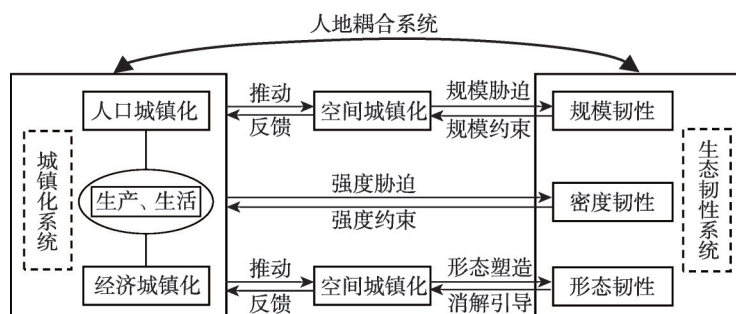 人地耦合系统
城镇化系统
人口城镇化
生产、生活
经济城镇化
推动
反馈
空间城镇化
规模胁迫
规模约束
强度胁迫
强度约束
推动
反馈
空间城镇化
形态塑造
消解引导
规模韧性
密度韧性
形态韧性
生态韧性系统